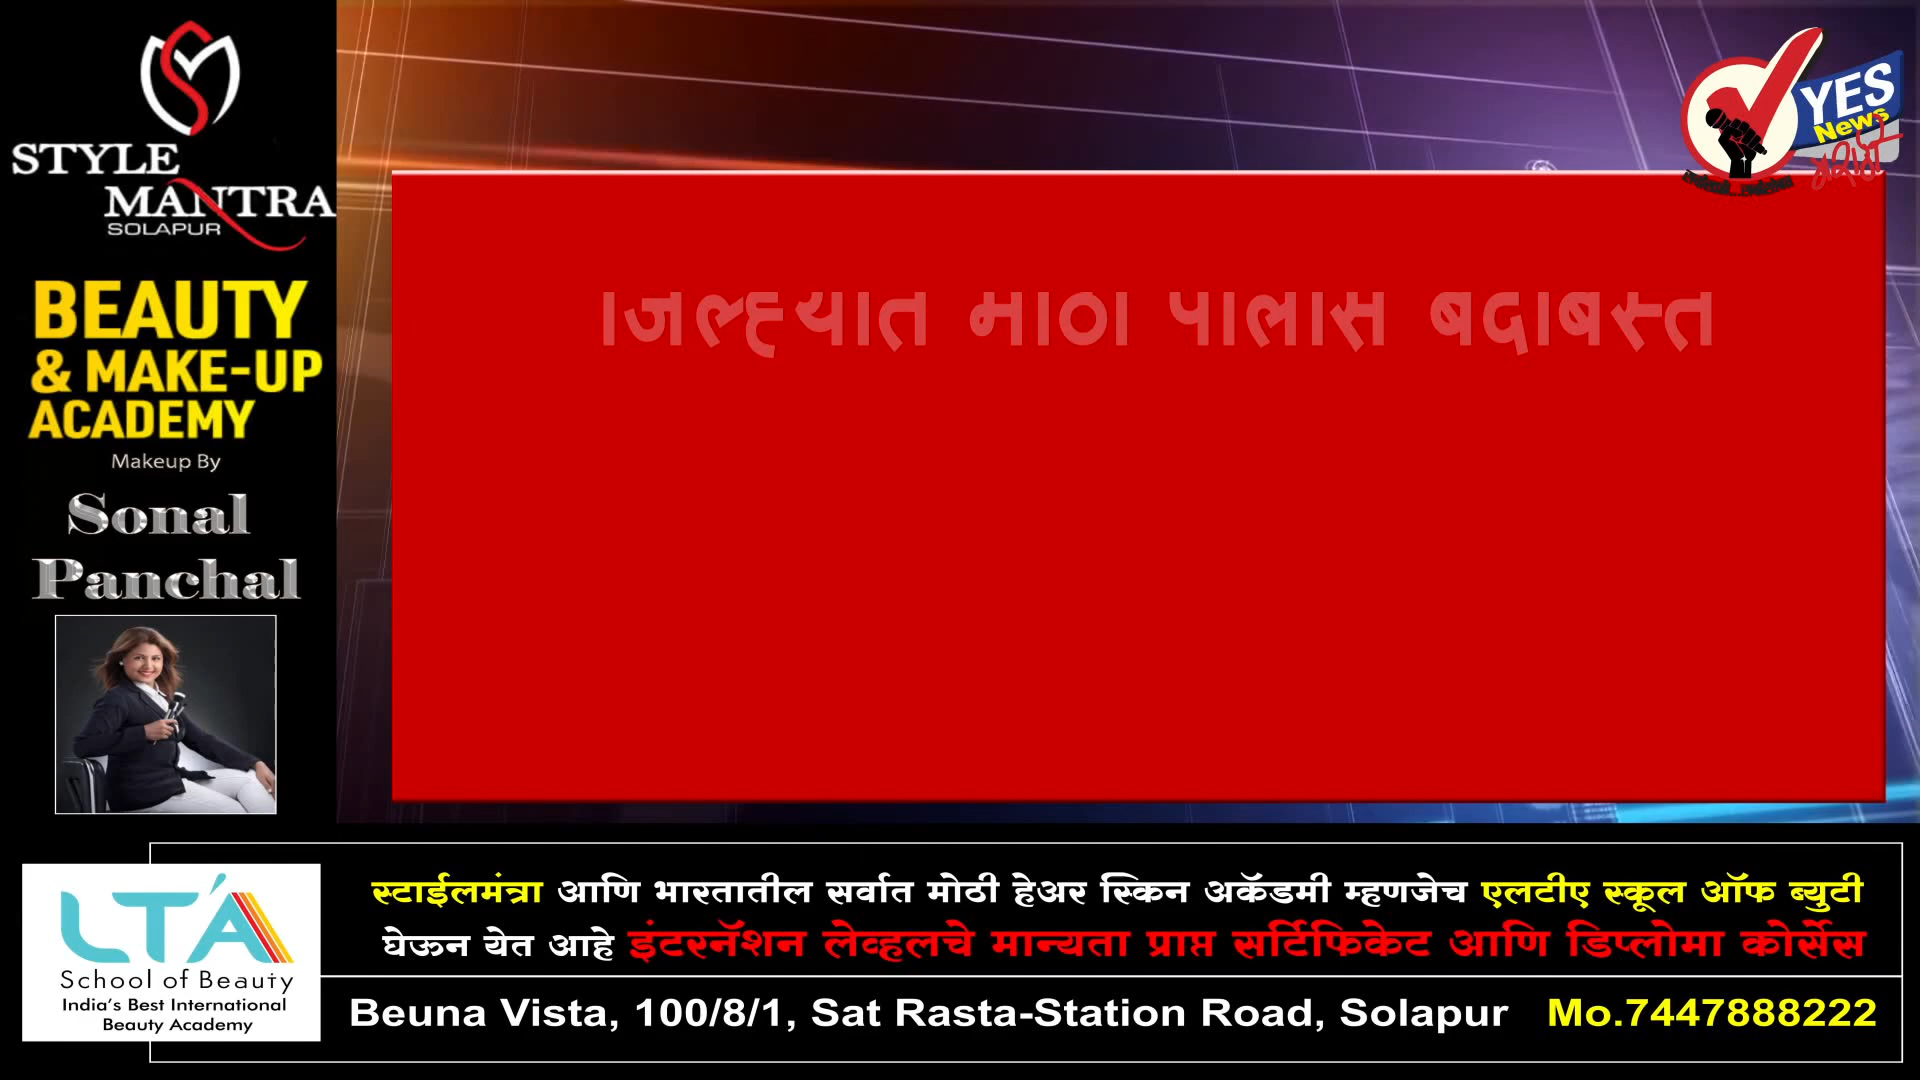 STYLE
MANTRA
SOLAPUR
BEAUTY
& MAKE-UP
ACADEMY
Makeup By
Sonal
Panchal
YES
News
मराठी
LTA
School of Beauty
India's Best International
Beauty Academy
स्टाईलमंत्रा आणि भारतातील सर्वात मोठी हेअर स्किन अकॅडमी म्हणजेच एलटीए स्कूल ऑफ ब्युटी
घेऊन येत आहे इंटरनॅशन लेव्हलचे मान्यता प्राप्त सर्टिफिकेट आणि डिप्लोमा कोर्सेस
Beuna Vista, 100/8/1, Sat Rasta-Station Road, Solapur Mo.7447888222